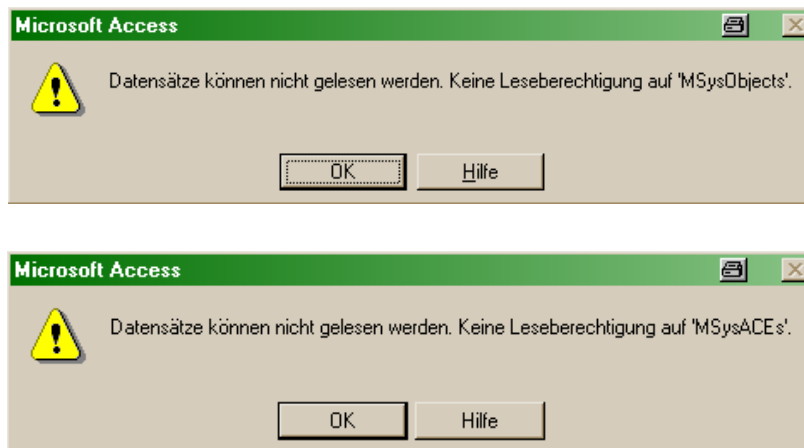 Microsoft Access
Datensätze können nicht gelesen werden. Keine Leseberechtigung auf 'MSysObjects'.
OK Hilfe
Microsoft Access
Datensätze können nicht gelesen werden. Keine Leseberechtigung auf 'MSysACEs'.
OK Hilfe